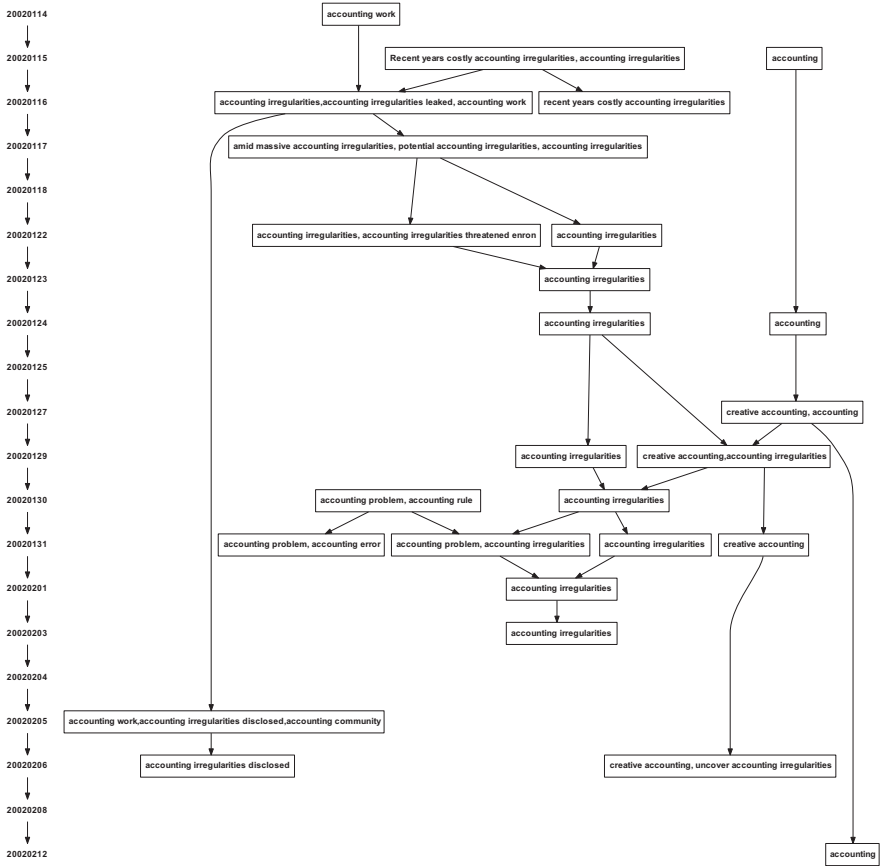 20020114
accounting work
20020115
Recent years costly accounting irregularities, accounting irregularities
accounting
20020116
accounting irregularities,accounting irregularities leaked, accounting work
recent years costly accounting irregularities
20020117
amid massive accounting irregularities, potential accounting irregularities, accounting irregularities
20020118
20020122
accounting irregularities, accounting irregularities threatened enron
accounting irregularities
20020123
accounting irregularities
20020124
accounting irregularities
accounting
20020125
20020127
creative accounting, accounting
20020129
accounting irregularities
creative accounting,accounting irregularities
20020130
accounting problem, accounting rule
accounting irregularities
20020131
accounting problem, accounting error
accounting problem, accounting irregularities
accounting irregularities
creative accounting
20020201
accounting irregularities
20020203
accounting irregularities
20020204
20020205
accounting work,accounting irregularities disclosed,accounting community
20020206
accounting irregularities disclosed
creative accounting, uncover accounting irregularities
20020208
20020212
accounting